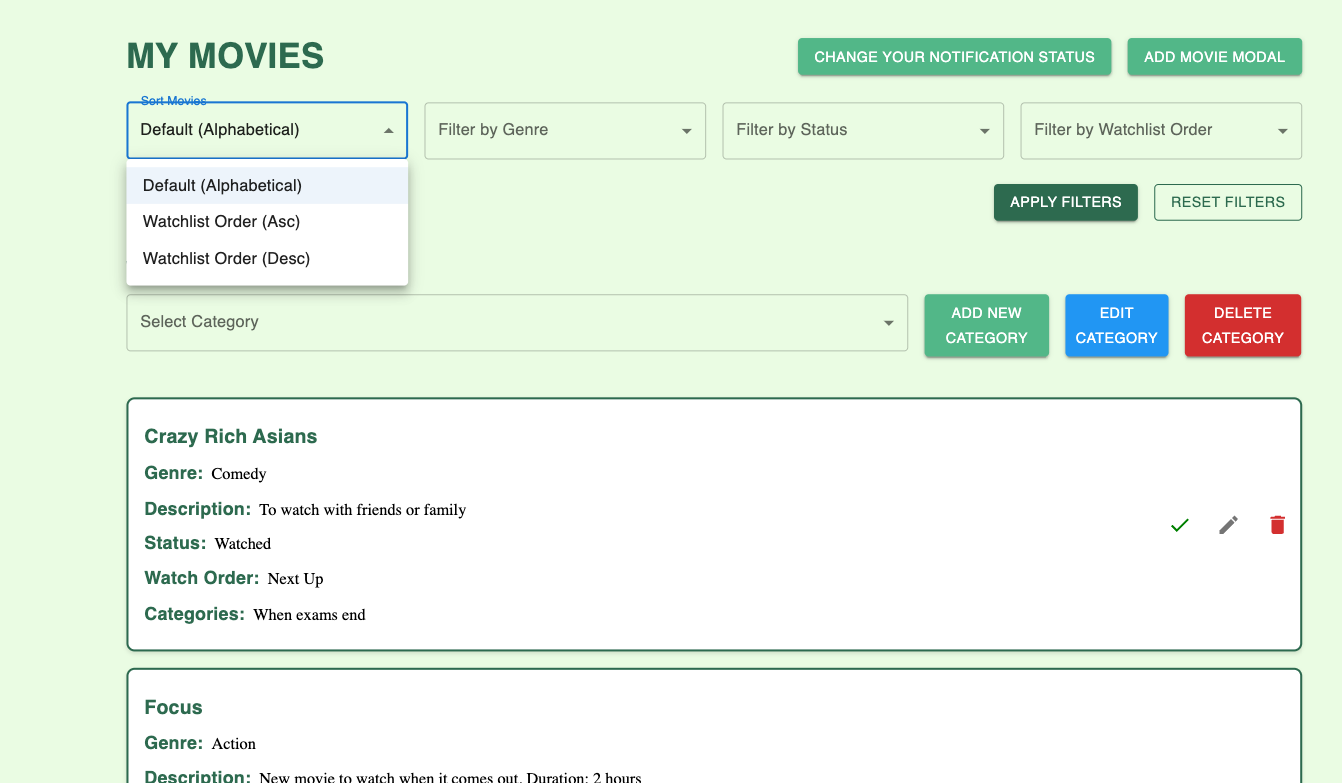 MY MOVIES
CHANGE YOUR NOTIFICATION STATUS
ADD MOVIE MODAL
Sort Movies
Default (Alphabetical)
Filter by Genre
Filter by Status
Filter by Watchlist Order
Default (Alphabetical)
Watchlist Order (Asc)
Watchlist Order (Desc)
APPLY FILTERS
RESET FILTERS
Select Category
ADD NEW
CATEGORY
EDIT
CATEGORY
DELETE
CATEGORY
Crazy Rich Asians
Genre: Comedy
Description: To watch with friends or family
Status: Watched
Watch Order: Next Up
Categories: When exams end
Focus
Genre: Action
Description: New movie to watch when it comes out. Duration: 2 hours